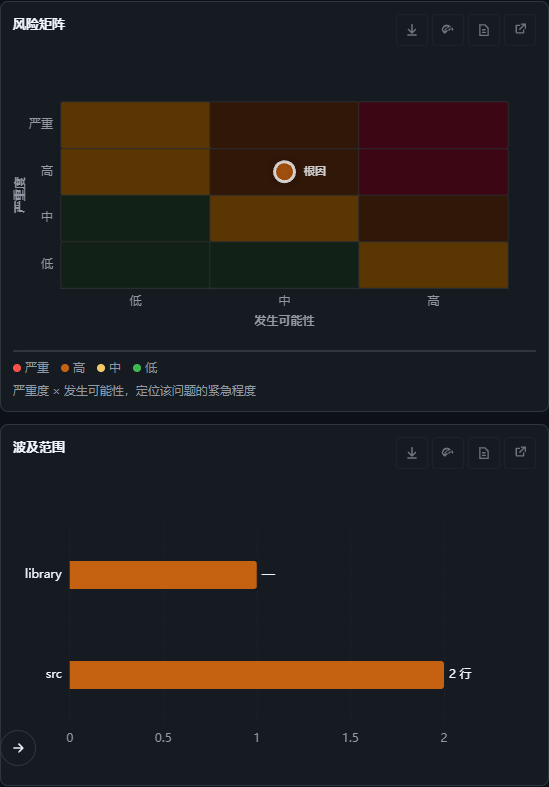 风险矩阵
严重
高
根因
严重度
中
低
低 中 高
发生可能性
严重 高 中 低
严重度 × 发生可能性，定位该问题的紧急程度
波及范围
library —
src 2 行
0 0.5 1 1.5 2